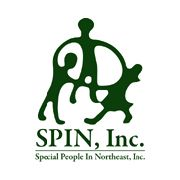 SPIN, Inc.
Special People In Northeast, Inc.